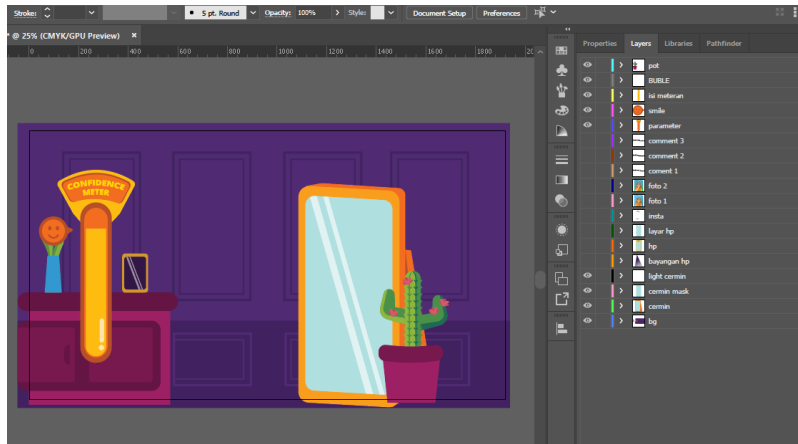 Stroke: 5 pt. Round Opacity: 100% Style: Document Setup Preferences
* @ 25% (CMYK/GPU Preview) ×
0 200 400 600 800 1000 1200 1400 1600 1800 20
Properties Layers Libraries Pathfinder
pot
BUBLE
isi meteran
smile
parameter
comment 3
comment 2
coment 1
foto 2
foto 1
insta
layar hp
hp
bayangan hp
light cermin
cermin mask
cermin
bg
CONFIDENCE
METER